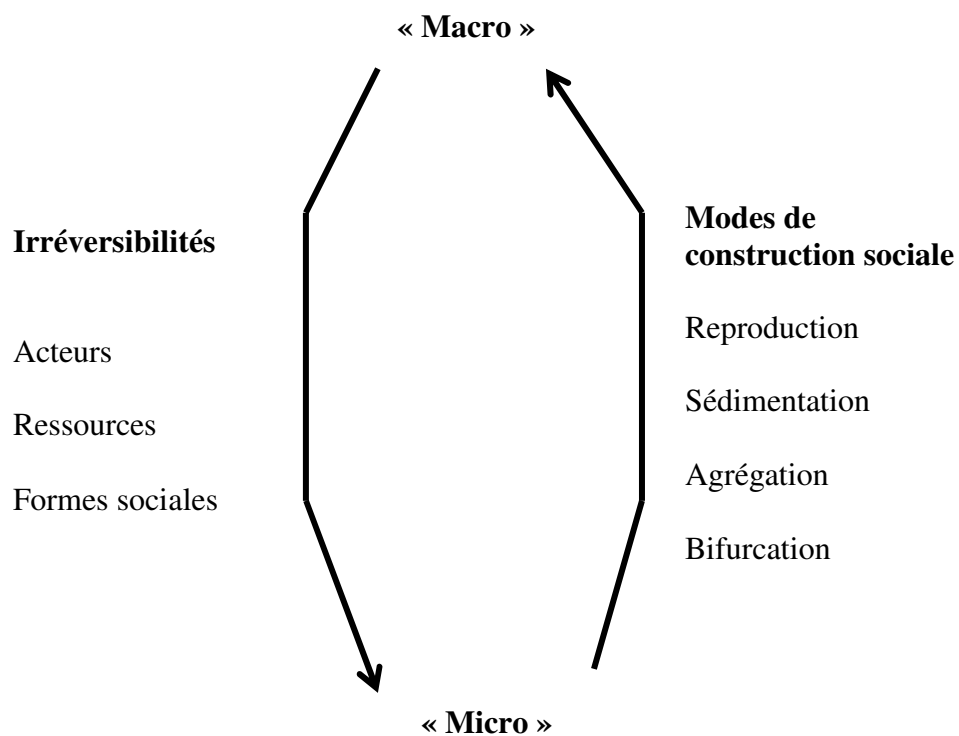 « Macro »
Irréversibilités
Acteurs
Ressources
Formes sociales
Modes de
construction sociale
Reproduction
Sédimentation
Agrégation
Bifurcation
« Micro »